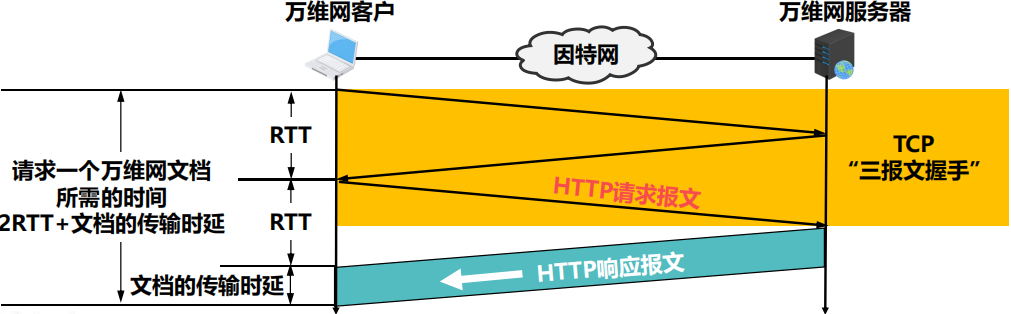 万维网客户
万维网服务器
因特网
RTT
TCP
“三报文握手”
请求一个万维网文档
所需的时间
2RTT+文档的传输时延
HTTP请求报文
RTT
HTTP响应报文
文档的传输时延